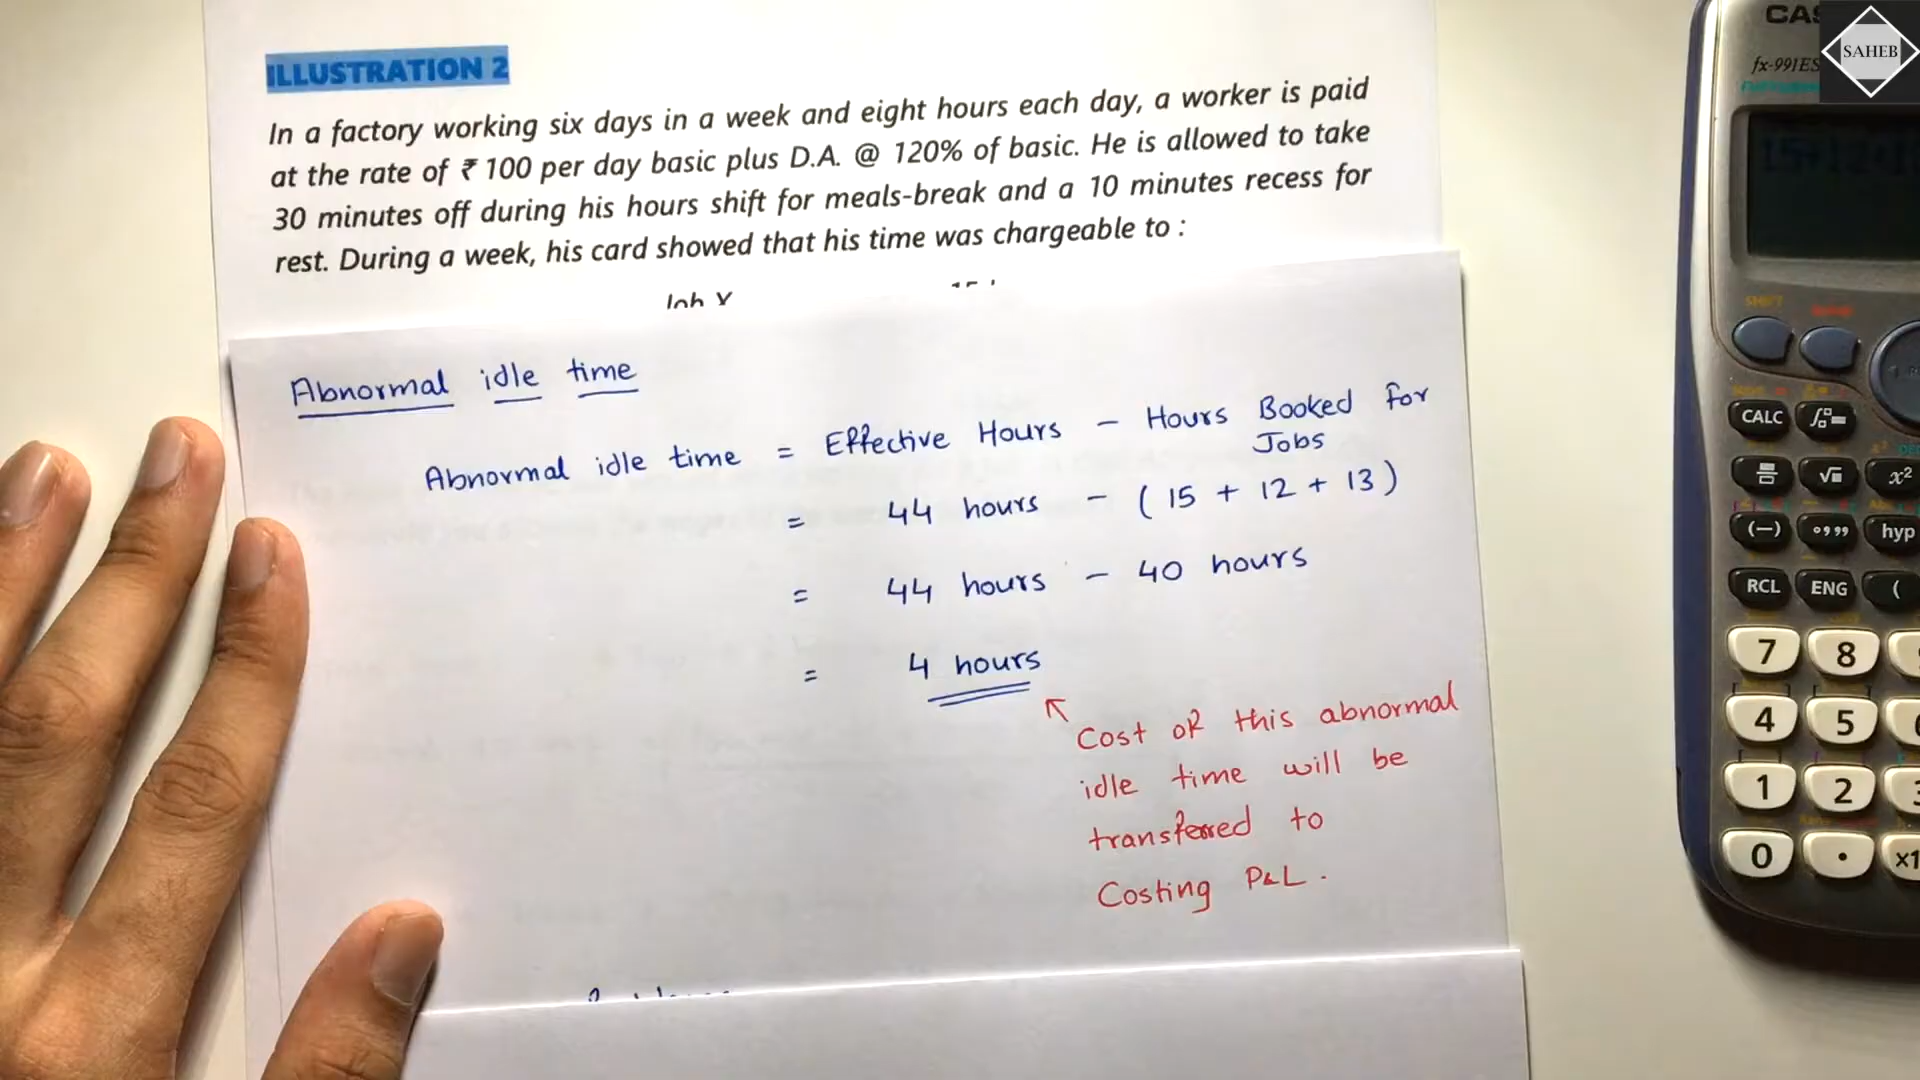 ILLUSTRATION 2
In a factory working six days in a week and eight hours each day, a worker is paid
at the rate of ₹ 100 per day basic plus D.A. @ 120% of basic. He is allowed to take
30 minutes off during his hours shift for meals-break and a 10 minutes recess for
rest. During a week, his card showed that his time was chargeable to :
Job X
Abnormal idle time
Abnormal idle time = Effective Hours - Hours Booked for
Jobs
= 44 hours - ( 15 + 12 + 13 )
= 44 hours - 40 hours
= 4 hours
Cost of this abnormal
idle time will be
transferred to
Costing P&L.
SAHEB
fx-991ES
SHIFT
CALC
x²
(−) hyp
RCL ENG (
7 8
4 5
1 2
0 • ×1